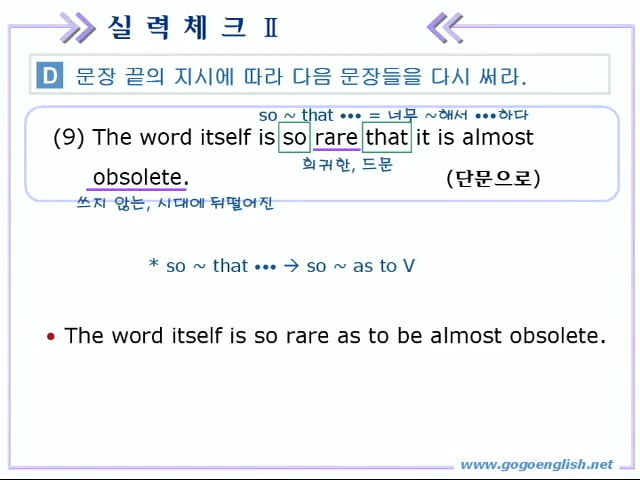 실 력 체 크 Ⅱ
D 문장 끝의 지시에 따라 다음 문장들을 다시 써라.
so ~ that ••• = 너무 ~해서 •••하다
(9) The word itself is so rare that it is almost
희귀한, 드문
obsolete. (단문으로)
쓰지 않는, 시대에 뒤떨어진
* so ~ that ••• → so ~ as to V
• The word itself is so rare as to be almost obsolete.
www.gogoenglish.net